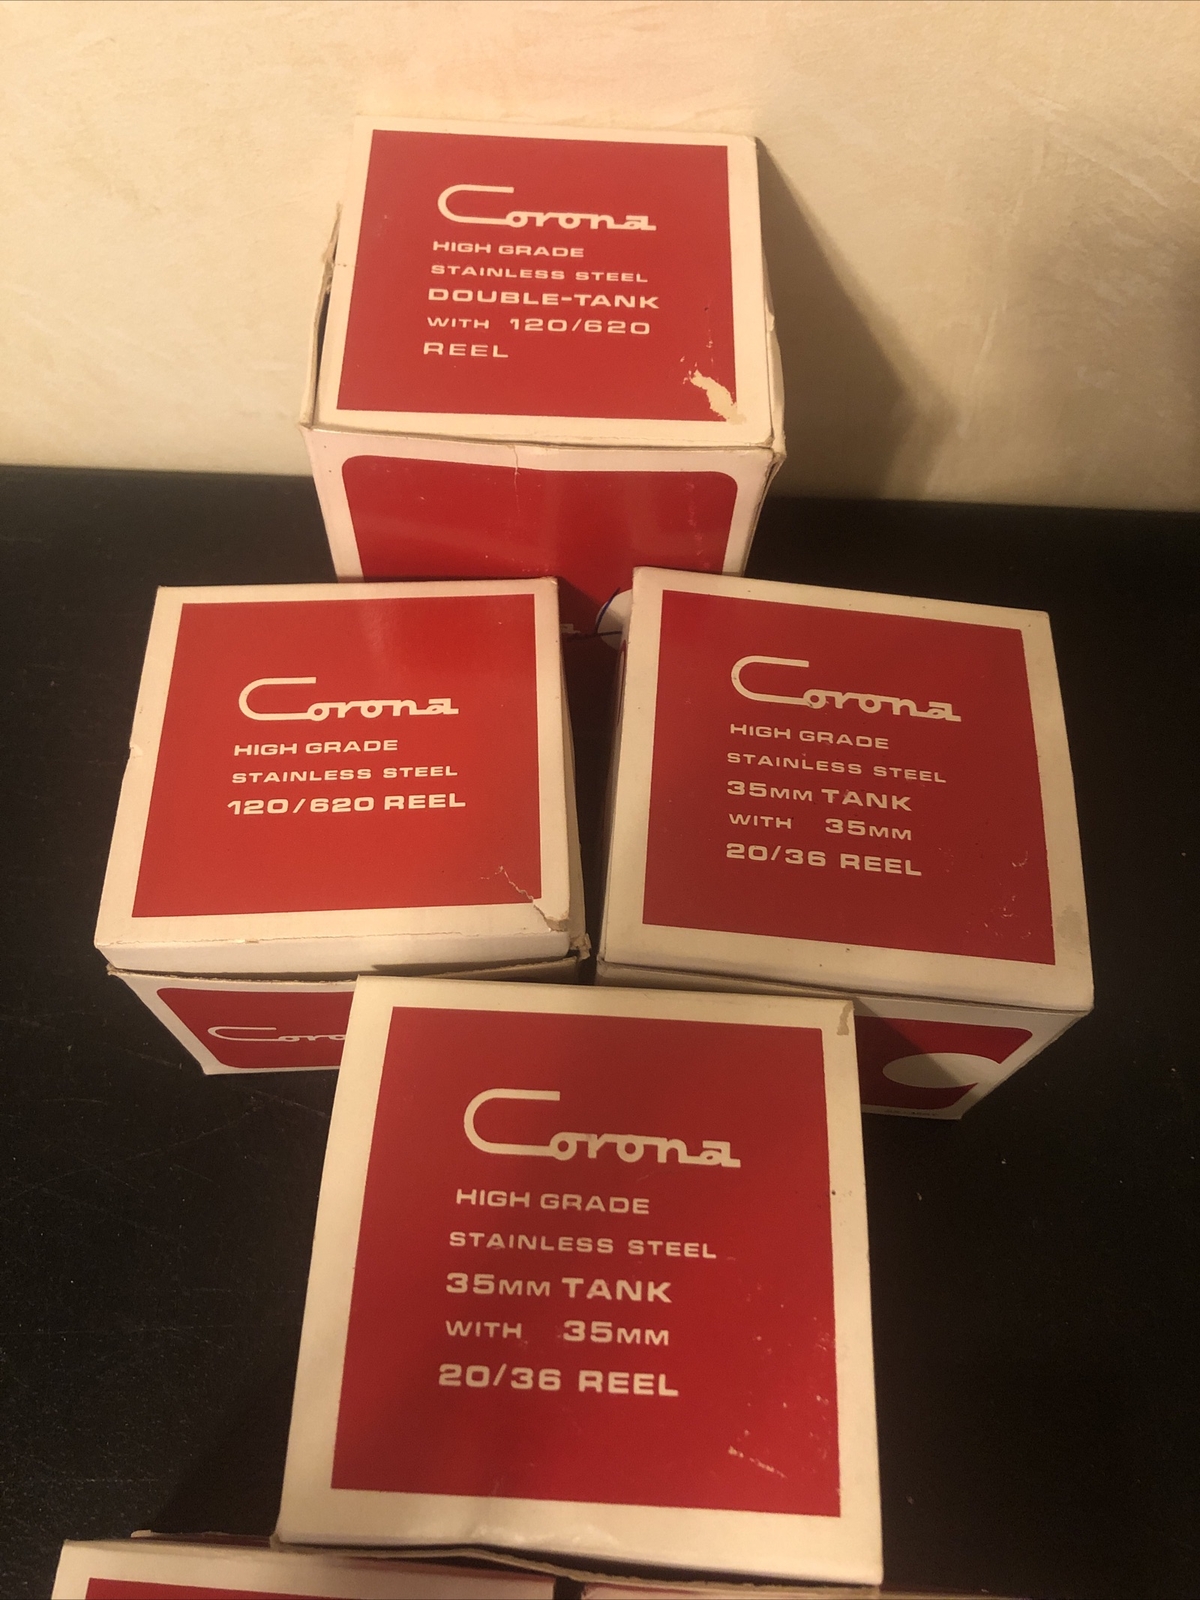 Corona
HIGH GRADE
STAINLESS STEEL
DOUBLE-TANK
WITH 120/620
REEL
Corona
HIGH GRADE
STAINLESS STEEL
120/620 REEL
Corona
HIGH GRADE
STAINLESS STEEL
35MM TANK
WITH 35MM
20/36 REEL
Corona
HIGH GRADE
STAINLESS STEEL
35MM TANK
WITH 35MM
20/36 REEL